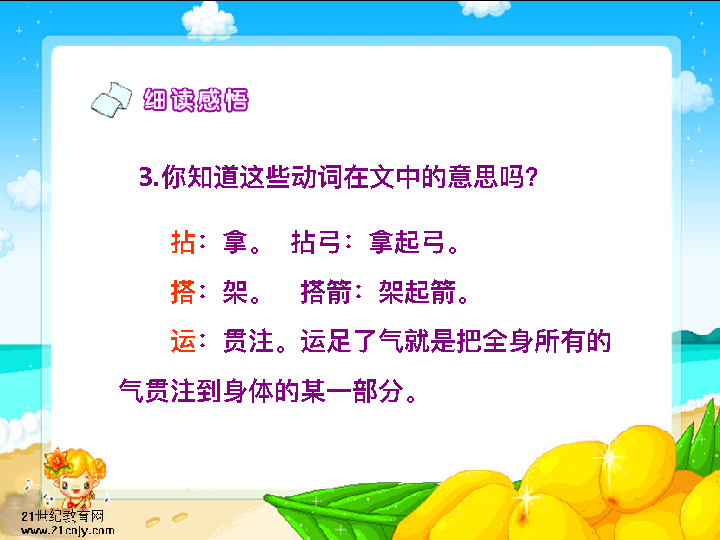 细读感悟
3.你知道这些动词在文中的意思吗?
拈：拿。 拈弓：拿起弓。
搭：架。 搭箭：架起箭。
运：贯注。运足了气就是把全身所有的
气贯注到身体的某一部分。
21世纪教育网
www.21cnjy.com